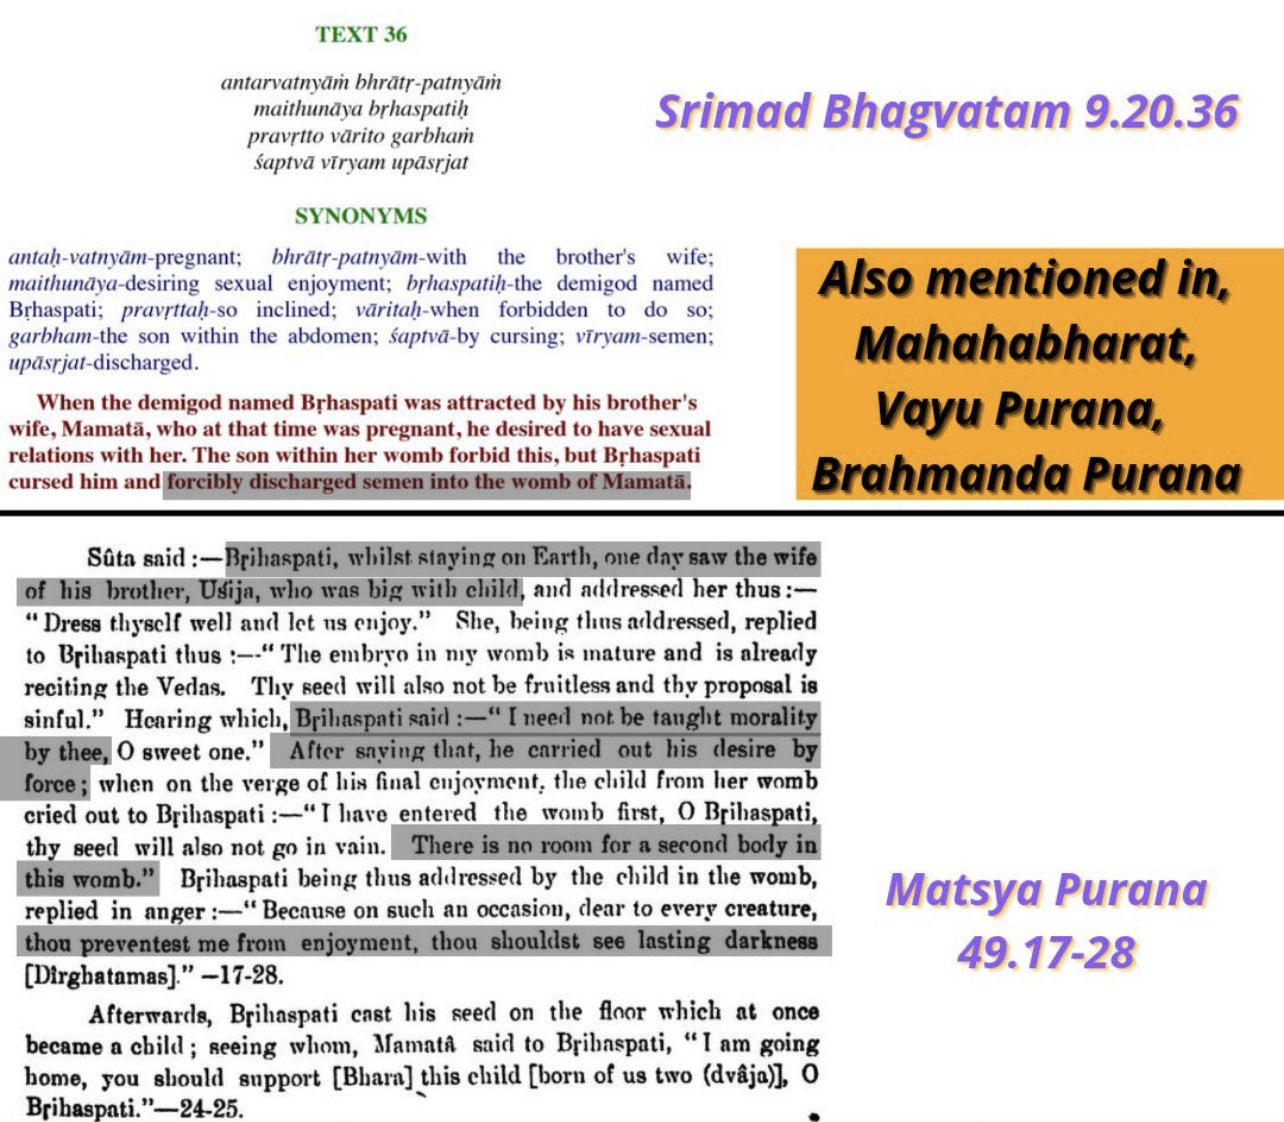 TEXT 36
antarvatnyāṁ bhrātṛ-patnyāṁ
maithunāya bṛhaspatiḥ
pravṛtto vārito garbhaṁ
śaptvā vīryam upāsṛjat
Srimad Bhagvatam 9.20.36
SYNONYMS
antaḥ-vatnyām-pregnant; bhrātṛ-patnyām-with the brother's wife;
maithunāya-desiring sexual enjoyment; bṛhaspatiḥ-the demigod named
Bṛhaspati; pravṛttaḥ-so inclined; vāritaḥ-when forbidden to do so;
garbham-the son within the abdomen; śaptvā-by cursing; vīryam-semen;
upāsṛjat-discharged.
When the demigod named Bṛhaspati was attracted by his brother's
wife, Mamatā, who at that time was pregnant, he desired to have sexual
relations with her. The son within her womb forbid this, but Bṛhaspati
cursed him and forcibly discharged semen into the womb of Mamatā.
Also mentioned in,
Mahahabharat,
Vayu Purana,
Brahmanda Purana
Sûta said :—Bṛihaspati, whilst staying on Earth, one day saw the wife
of his brother, Uśija, who was big with child, and addressed her thus:—
“Dress thyself well and let us enjoy.” She, being thus addressed, replied
to Bṛihaspati thus :—“The embryo in my womb is mature and is already
reciting the Vedas. Thy seed will also not be fruitless and thy proposal is
sinful.” Hearing which, Bṛihaspati said :—“I need not be taught morality
by thee, O sweet one.” After saying that, he carried out his desire by
force; when on the verge of his final enjoyment, the child from her womb
cried out to Bṛihaspati :—“I have entered the womb first, O Bṛihaspati,
thy seed will also not go in vain. There is no room for a second body in
this womb.” Bṛihaspati being thus addressed by the child in the womb,
replied in anger :—“Because on such an occasion, dear to every creature,
thou preventest me from enjoyment, thou shouldst see lasting darkness
[Dîrghatamas].” —17-28.
Afterwards, Bṛihaspati cast his seed on the floor which at once
became a child; seeing whom, Mamatâ said to Bṛihaspati, “I am going
home, you should support [Bhara] this child [born of us two (dvâja)], O
Bṛihaspati.”—24-25.
Matsya Purana
49.17-28